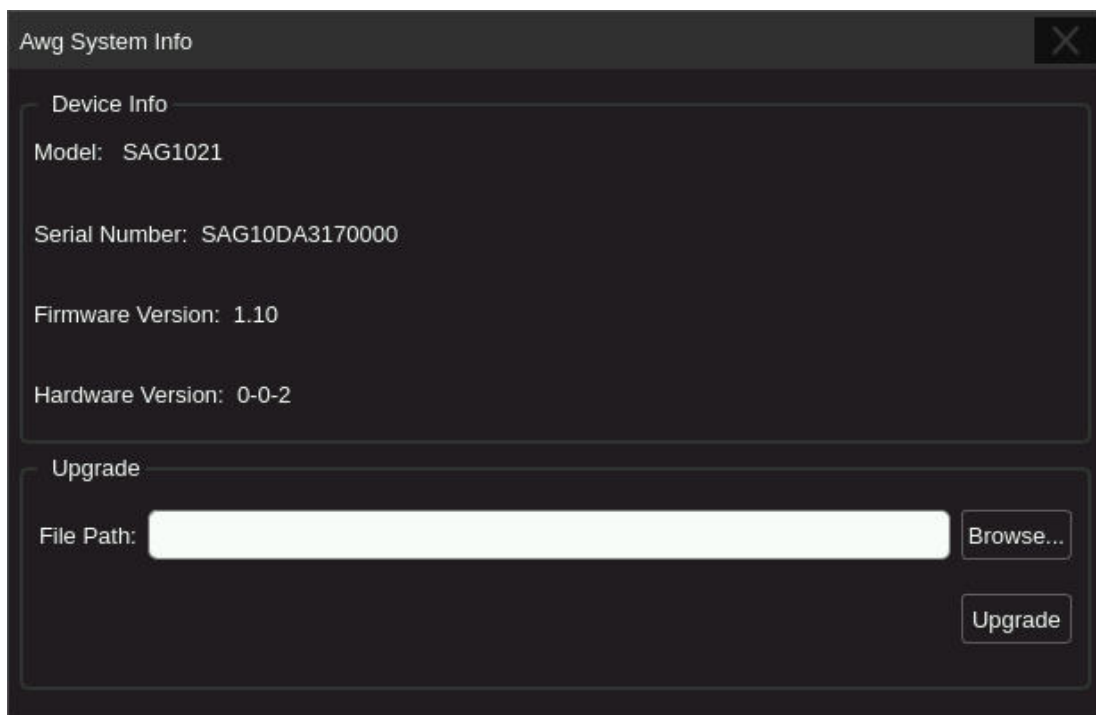 Awg System Info
Device Info
Model: SAG1021
Serial Number: SAG10DA3170000
Firmware Version: 1.10
Hardware Version: 0-0-2
Upgrade
File Path: Browse...
Upgrade